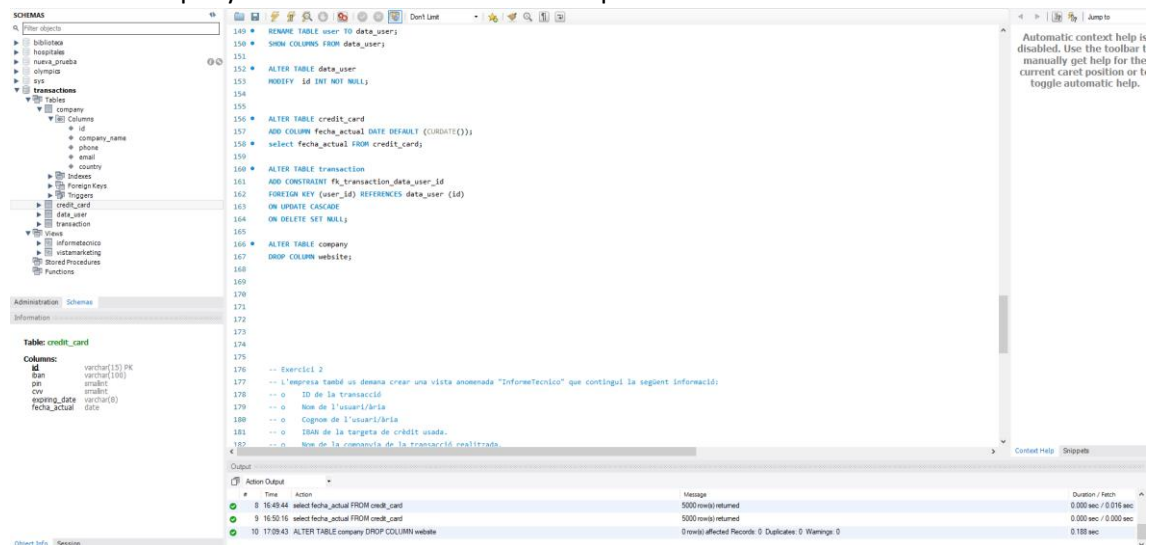 SCHEMAS
Filter objects
biblioteca
hospitales
nueva_prueba
olympics
sys
transactions
Tables
company
Columns
id
company_name
phone
email
country
Indexes
Foreign Keys
Triggers
credit_card
data_user
transaction
Views
informetecnico
vistamarketing
Stored Procedures
Functions
Administration Schemas
Information
Table: credit_card
Columns:
id varchar(15) PK
iban varchar(100)
pin smallint
cvv smallint
expiring_date varchar(8)
fecha_actual date
Object Info Session
Don't Limit
149 RENAME TABLE user TO data_user;
150 SHOW COLUMNS FROM data_user;
151
152 ALTER TABLE data_user
153 MODIFY id INT NOT NULL;
154
155
156 ALTER TABLE credit_card
157 ADD COLUMN fecha_actual DATE DEFAULT (CURDATE());
158 select fecha_actual FROM credit_card;
159
160 ALTER TABLE transaction
161 ADD CONSTRAINT fk_transaction_data_user_id
162 FOREIGN KEY (user_id) REFERENCES data_user (id)
163 ON UPDATE CASCADE
164 ON DELETE SET NULL;
165
166 ALTER TABLE company
167 DROP COLUMN website;
168
169
170
171
172
173
174
175
176 -- Exercici 2
177 -- L'empresa també us demana crear una vista anomenada "InformeTecnico" que contingui la següent informació:
178 -- o ID de la transacció
179 -- o Nom de l'usuari/ària
180 -- o Cognom de l'usuari/ària
181 -- o IBAN de la targeta de crèdit usada.
182 -- o Nom de la companyia de la transacció realitzada.
Jump to
Automatic context help is
disabled. Use the toolbar t
manually get help for the
current caret position or to
toggle automatic help.
Context Help Snippets
Output
Action Output
# Time Action Message Duration / Fetch
8 16:49:44 select fecha_actual FROM credit_card 5000 row(s) returned 0.000 sec / 0.016 sec
9 16:50:16 select fecha_actual FROM credit_card 5000 row(s) returned 0.000 sec / 0.000 sec
10 17:09:43 ALTER TABLE company DROP COLUMN website 0 row(s) affected Records: 0 Duplicates: 0 Warnings: 0 0.188 sec